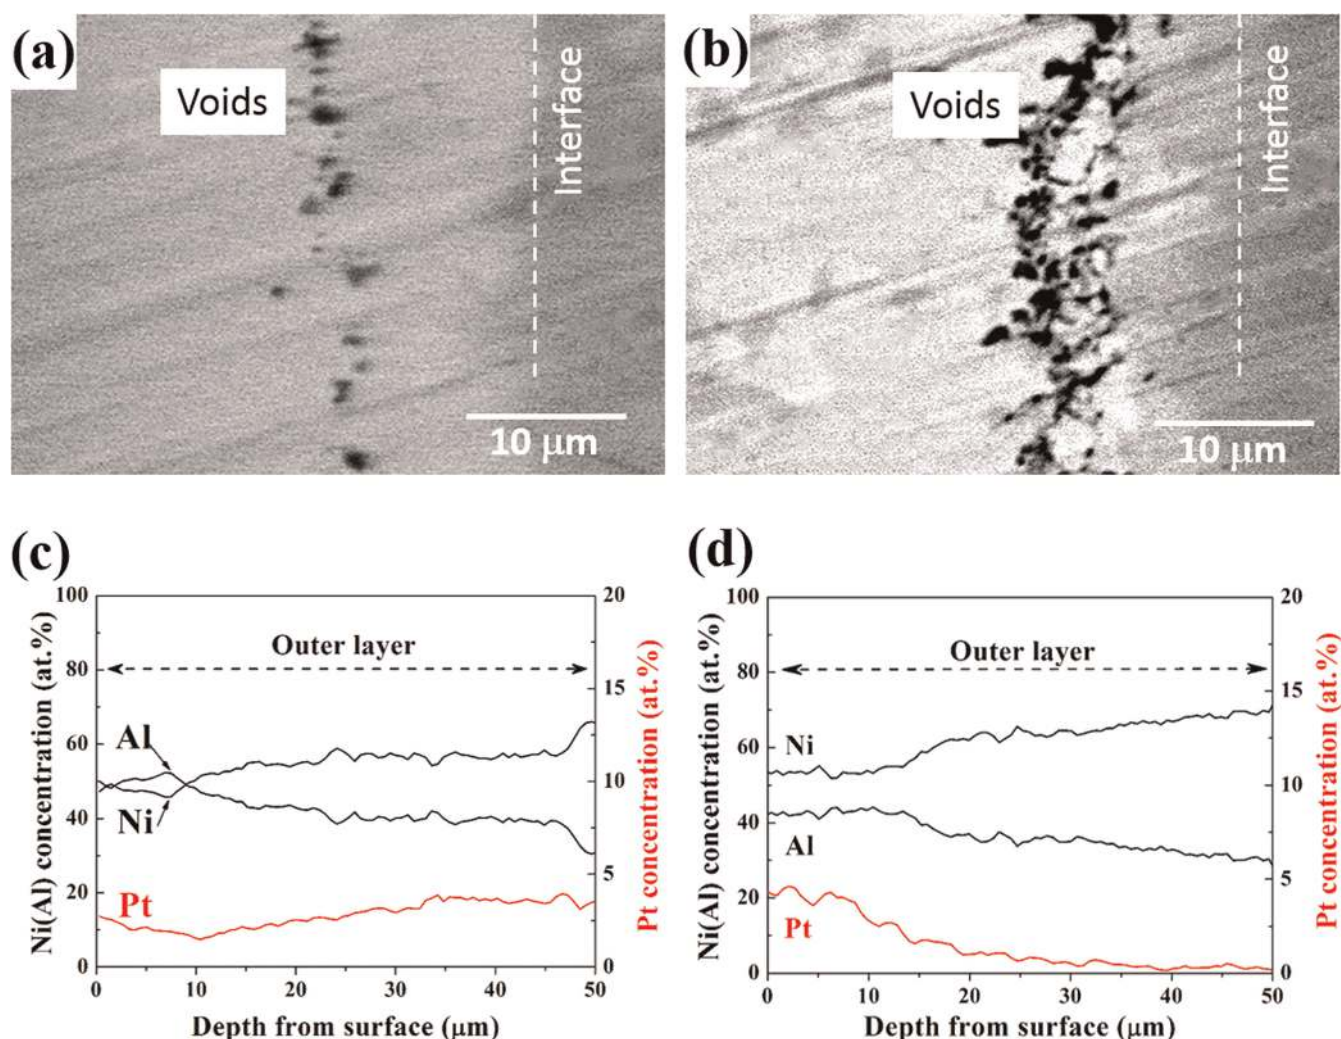 (a)
Voids
Interface
10 μm
(b)
Voids
Interface
10 μm
(c)
100
80
60
40
20
0
Ni(Al) concentration (at.%)
Outer layer
Al
Ni
Pt
20
15
10
5
0
Pt concentration (at.%)
0
10
20
30
40
50
Depth from surface (μm)
(d)
100
80
60
40
20
0
Ni(Al) concentration (at.%)
Outer layer
Ni
Al
Pt
20
15
10
5
0
Pt concentration (at.%)
0
10
20
30
40
50
Depth from surface (μm)